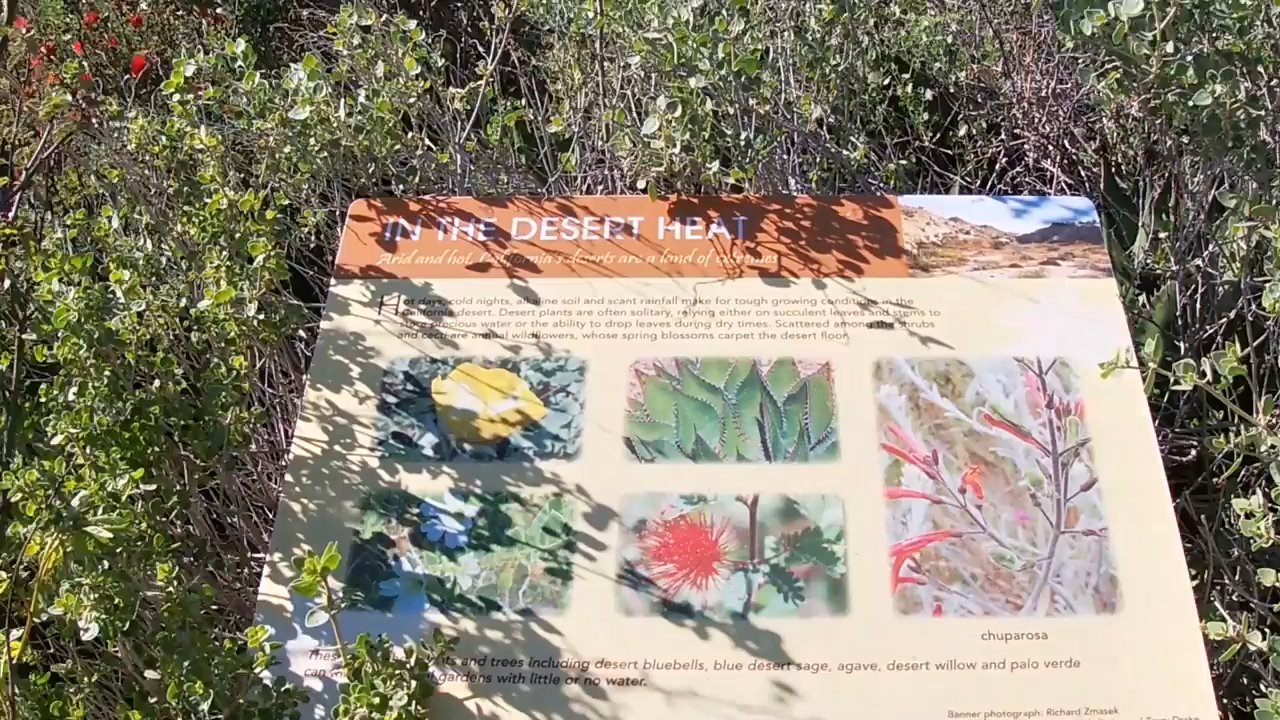 IN THE DESERT HEAT
Arid and hot, California's deserts are a land of extremes
Hot days, cold nights, alkaline soil and scant rainfall make for tough growing conditions in the
California desert. Desert plants are often solitary, relying either on succulent leaves and stems to
store precious water or the ability to drop leaves during dry times. Scattered among the shrubs
and cacti are annual wildflowers, whose spring blossoms carpet the desert floor.
chuparosa
and trees including desert bluebells, blue desert sage, agave, desert willow and palo verde
can gardens with little or no water.
Banner photograph: Richard Zmasek